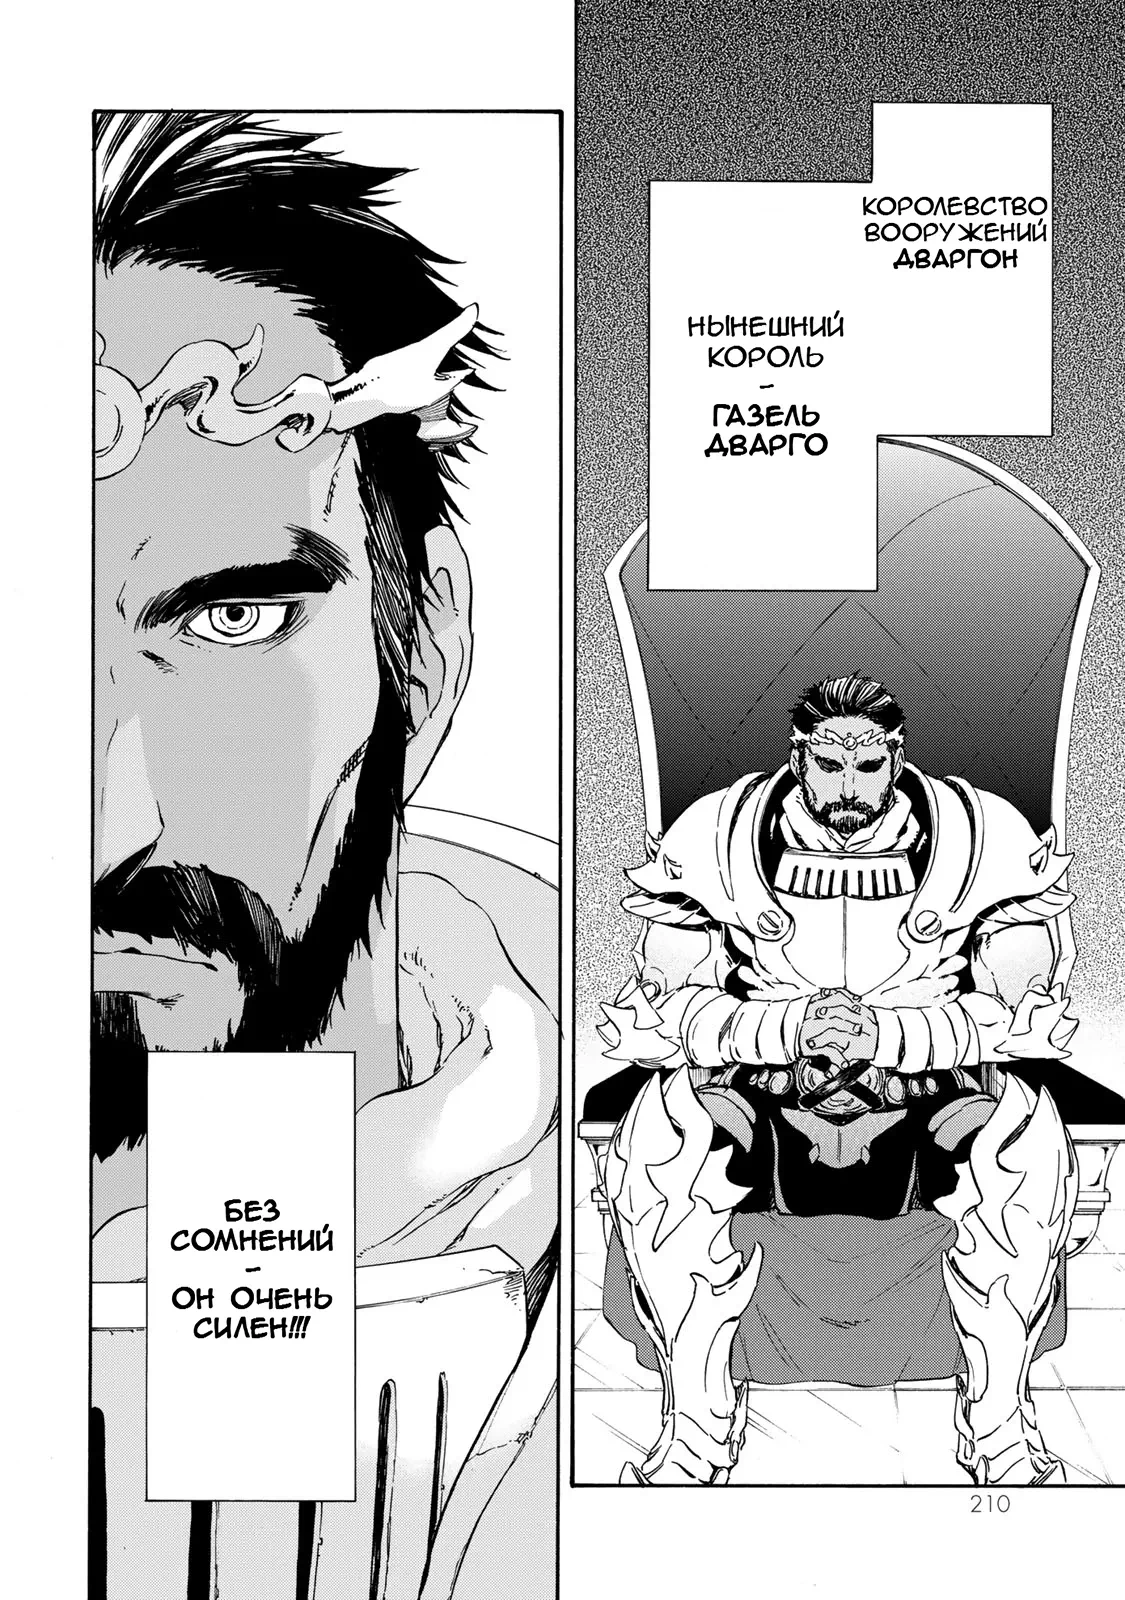 КОРОЛЕВСТВО
ВООРУЖЕНИЙ
ДВАРГОН
НЫНЕШНИЙ
КОРОЛЬ
-
ГАЗЕЛЬ
ДВАРГО
БЕЗ
СОМНЕНИЙ
-
ОН ОЧЕНЬ
СИЛЕН!!!
210